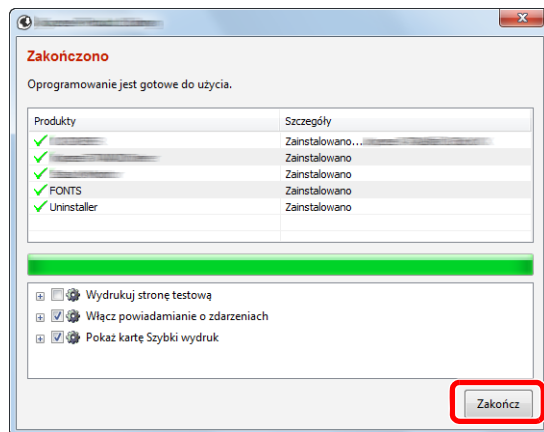 Zakończono
Oprogramowanie jest gotowe do użycia.
Produkty Szczegóły
Zainstalowano...
Zainstalowano
Zainstalowano
FONTS Zainstalowano
Uninstaller Zainstalowano
Wydrukuj stronę testową
Włącz powiadamianie o zdarzeniach
Pokaż kartę Szybki wydruk
Zakończ